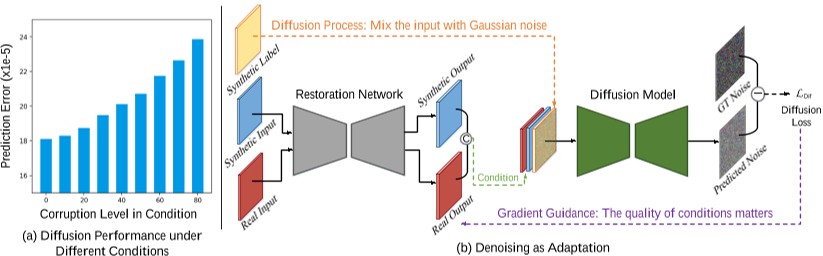 Prediction Error (x1e-5)
24
22
20
18
16
0
20
40
60
80
Corruption Level in Condition
(a) Diffusion Performance under
Different Conditions
Diffusion Process: Mix the input with Gaussian noise
Synthetic Label
Synthetic Input
Real Input
Restoration Network
Synthetic Output
Real Output
C
Condition
Diffusion Model
GT Noise
Predicted Noise
ℒDif
Diffusion
Loss
Gradient Guidance: The quality of conditions matters
(b) Denoising as Adaptation